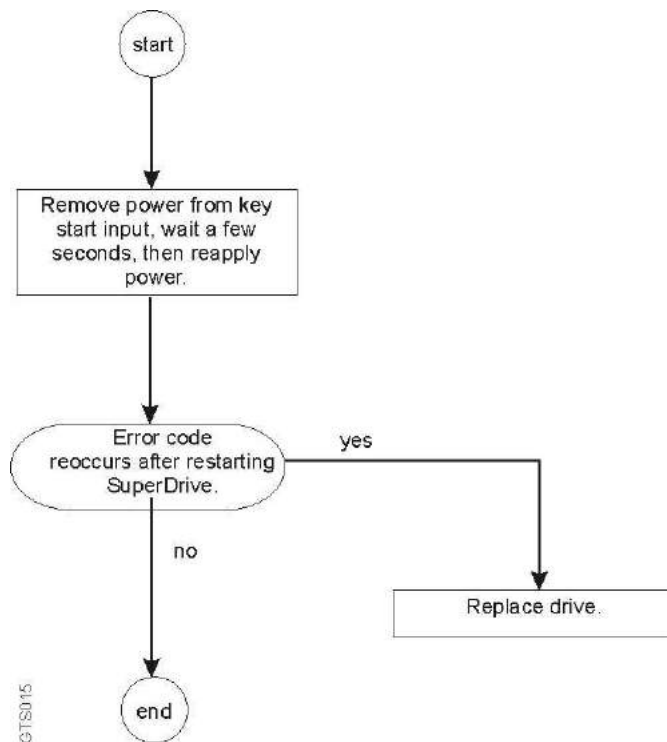 start
Remove power from key
start input, wait a few
seconds, then reapply
power.
Error code
reoccurs after restarting
SuperDrive.
yes
no
Replace drive.
end
GTS015